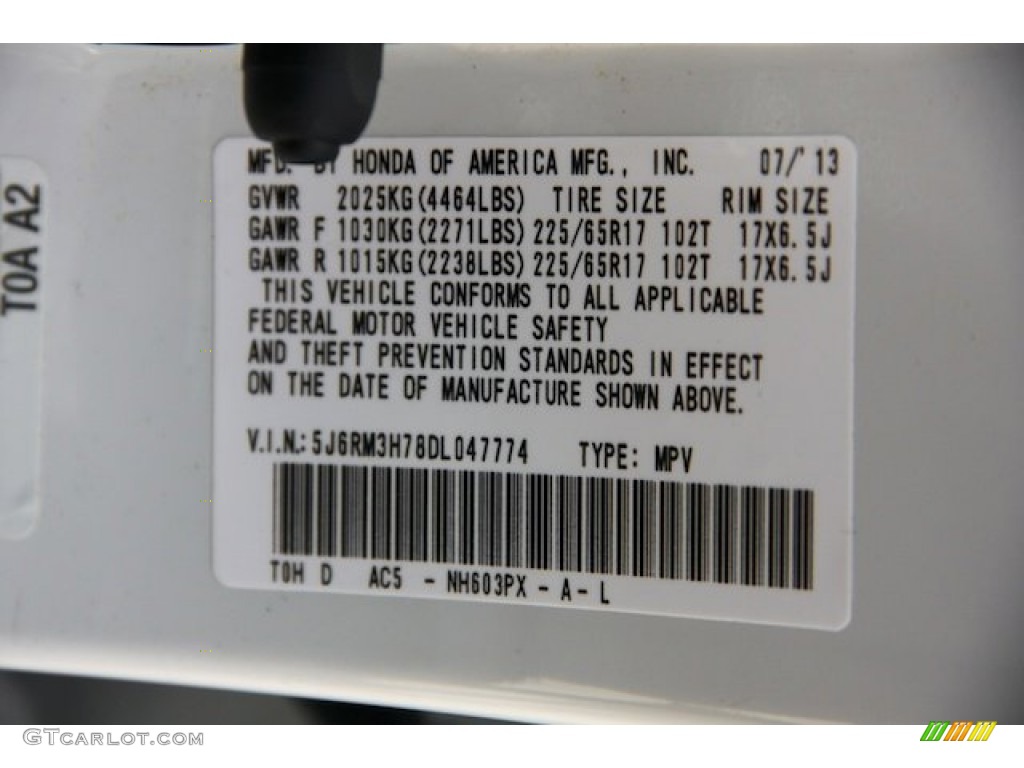 MFD. BY HONDA OF AMERICA MFG., INC. 07/'13
GVWR 2025KG(4464LBS) TIRE SIZE RIM SIZE
GAWR F 1030KG(2271LBS) 225/65R17 102T 17X6.5J
GAWR R 1015KG(2238LBS) 225/65R17 102T 17X6.5J
THIS VEHICLE CONFORMS TO ALL APPLICABLE
FEDERAL MOTOR VEHICLE SAFETY
AND THEFT PREVENTION STANDARDS IN EFFECT
ON THE DATE OF MANUFACTURE SHOWN ABOVE.
V.I.N.: 5J6RM3H78DL047774 TYPE: MPV
T0H D AC5 - NH603PX - A - L
T0A A2
GTCARLOT.COM